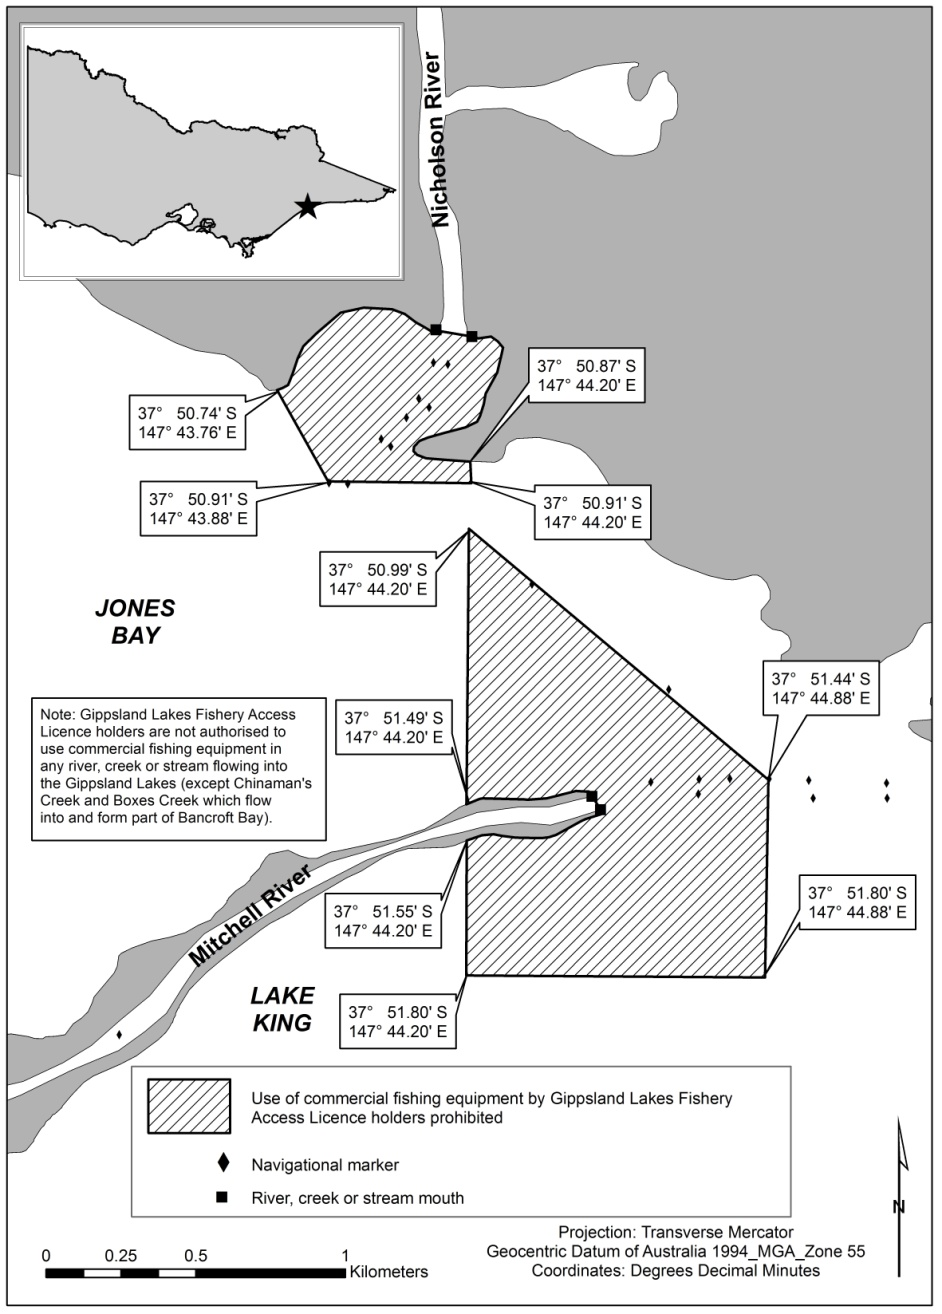 Nicholson River
37° 50.87' S
147° 44.20' E
37° 50.74' S
147° 43.76' E
37° 50.91' S
147° 43.88' E
37° 50.91' S
147° 44.20' E
37° 50.99' S
147° 44.20' E
JONES
BAY
37° 51.44' S
147° 44.88' E
Note: Gippsland Lakes Fishery Access
Licence holders are not authorised to
use commercial fishing equipment in
any river, creek or stream flowing into
the Gippsland Lakes (except Chinaman's
Creek and Boxes Creek which flow
into and form part of Bancroft Bay).
37° 51.49' S
147° 44.20' E
Mitchell River
37° 51.55' S
147° 44.20' E
37° 51.80' S
147° 44.88' E
LAKE
KING
37° 51.80' S
147° 44.20' E
Use of commercial fishing equipment by Gippsland Lakes Fishery
Access Licence holders prohibited
Navigational marker
River, creek or stream mouth
N
0 0.25 0.5 1
Kilometers
Projection: Transverse Mercator
Geocentric Datum of Australia 1994_MGA_Zone 55
Coordinates: Degrees Decimal Minutes